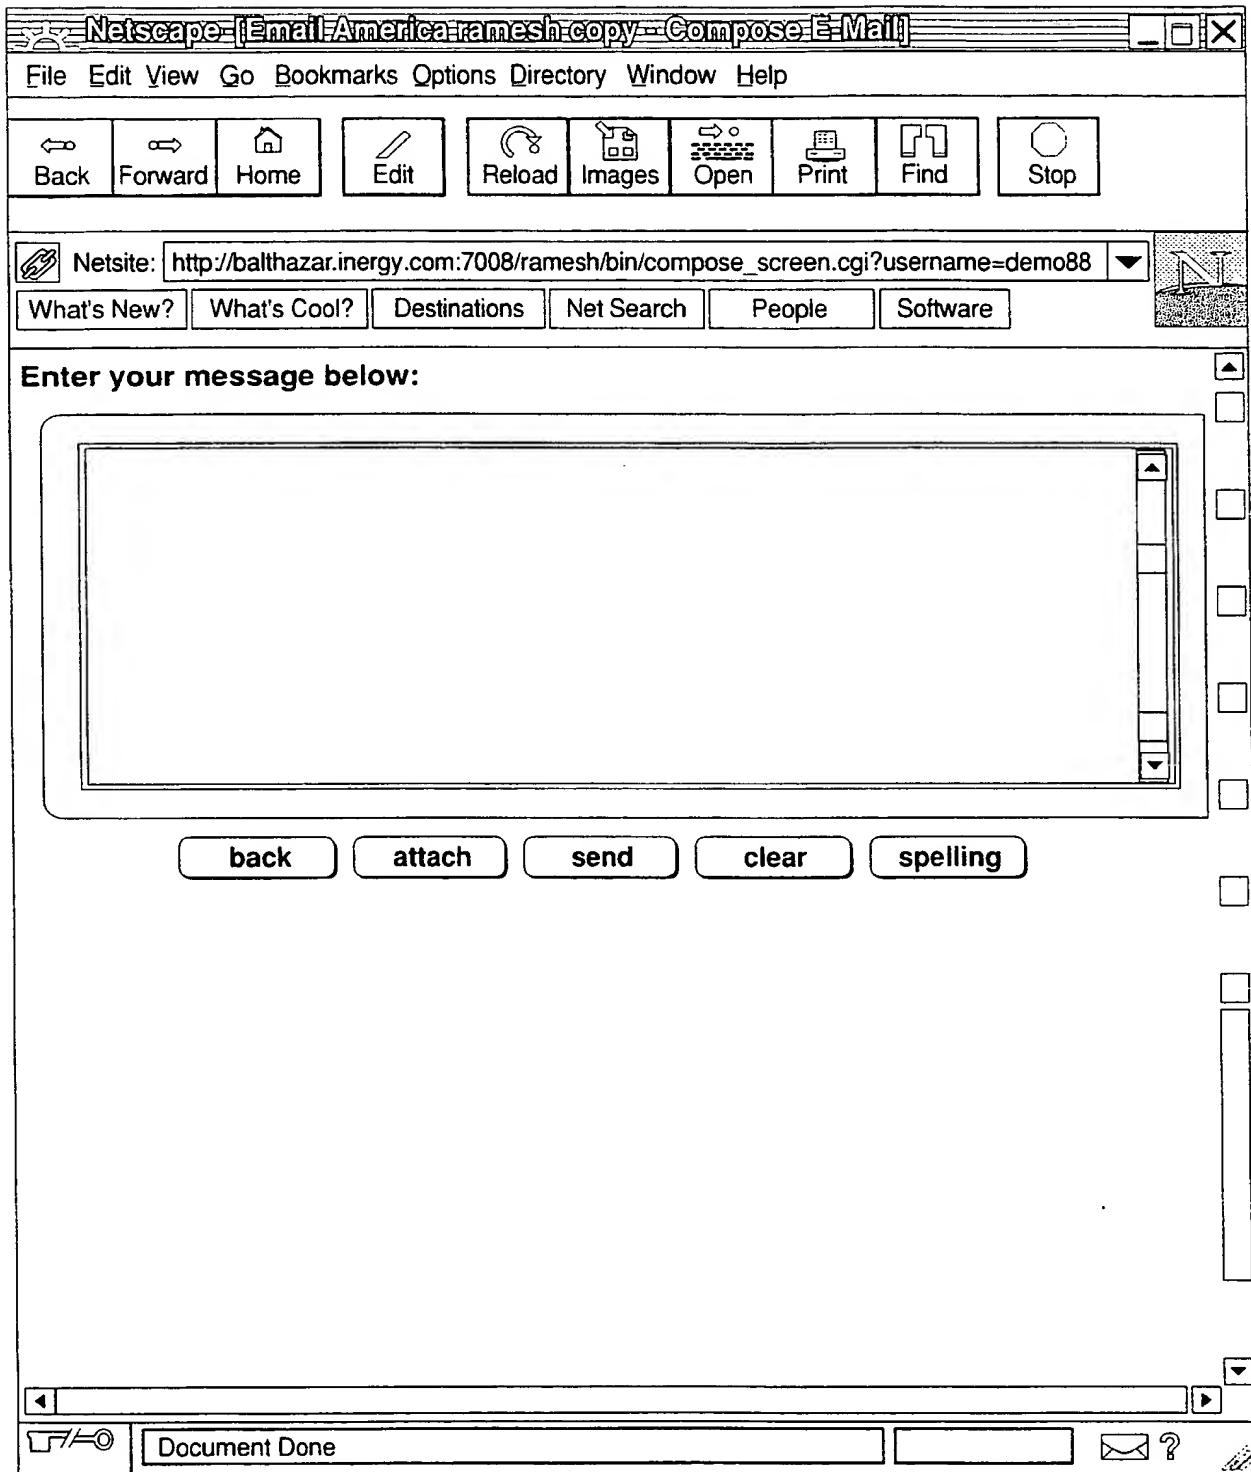 Netscape-[Email America ramesh copy-- Compose E-Mail]
File Edit View Go Bookmarks Options Directory Window Help
Back Forward Home Edit Reload Images Open Print Find Stop
Netsite: http://balthazar.inergy.com:7008/ramesh/bin/compose_screen.cgi?username=demo88
N
What's New? What's Cool? Destinations Net Search People Software
Enter your message below:
back attach send clear spelling
Document Done ?